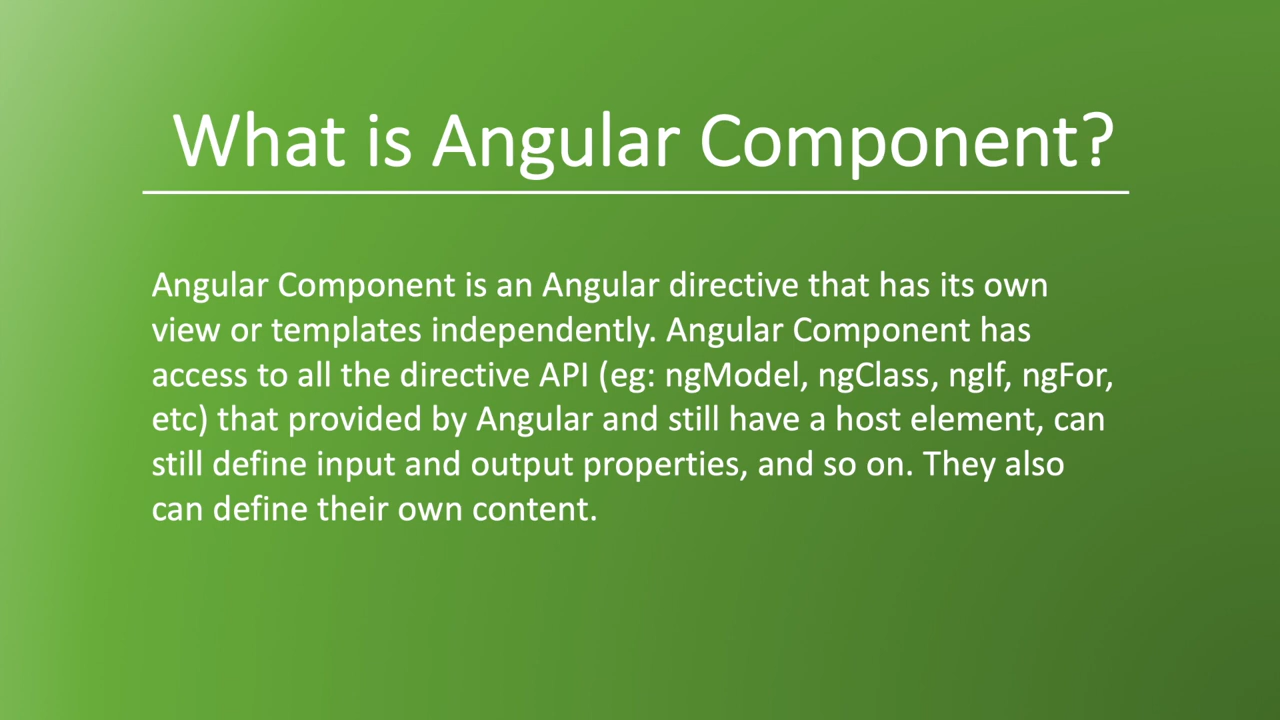 What is Angular Component?
Angular Component is an Angular directive that has its own
view or templates independently. Angular Component has
access to all the directive API (eg: ngModel, ngClass, ngIf, ngFor,
etc) that provided by Angular and still have a host element, can
still define input and output properties, and so on. They also
can define their own content.